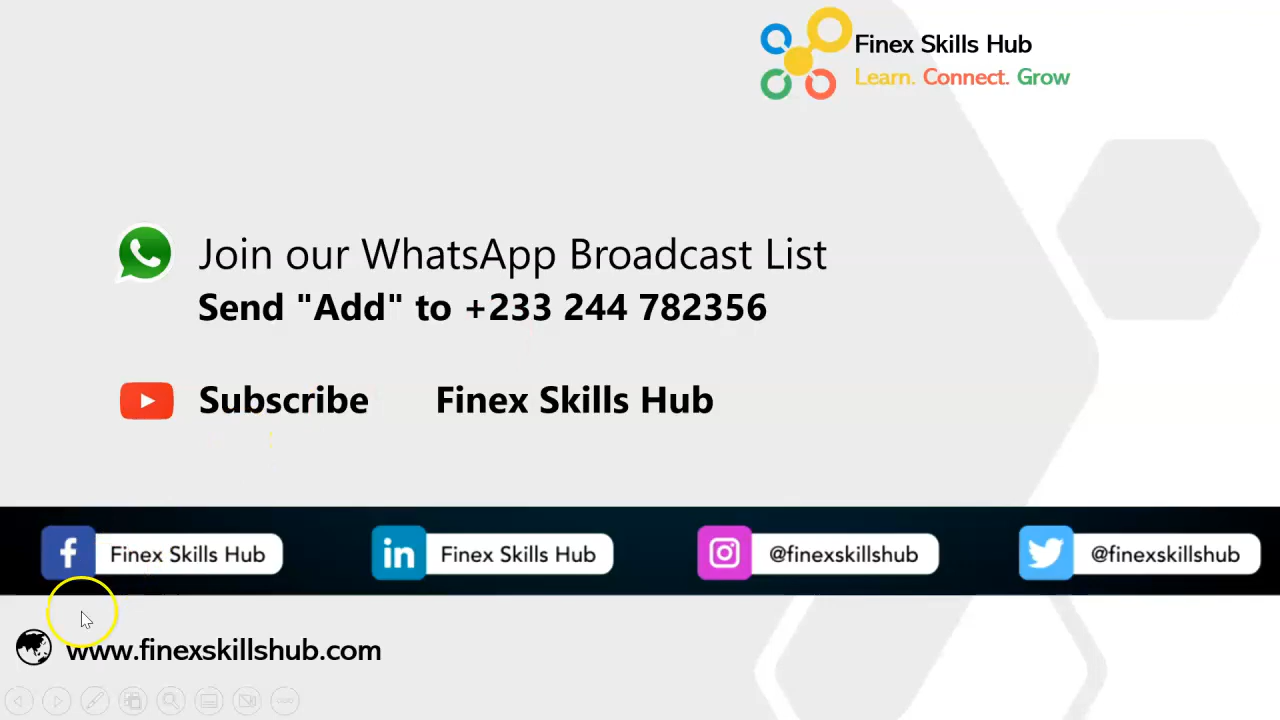 Finex Skills Hub
Learn. Connect. Grow
Join our WhatsApp Broadcast List
Send "Add" to +233 244 782356
Subscribe Finex Skills Hub
Finex Skills Hub Finex Skills Hub @finexskillshub @finexskillshub
www.finexskillshub.com